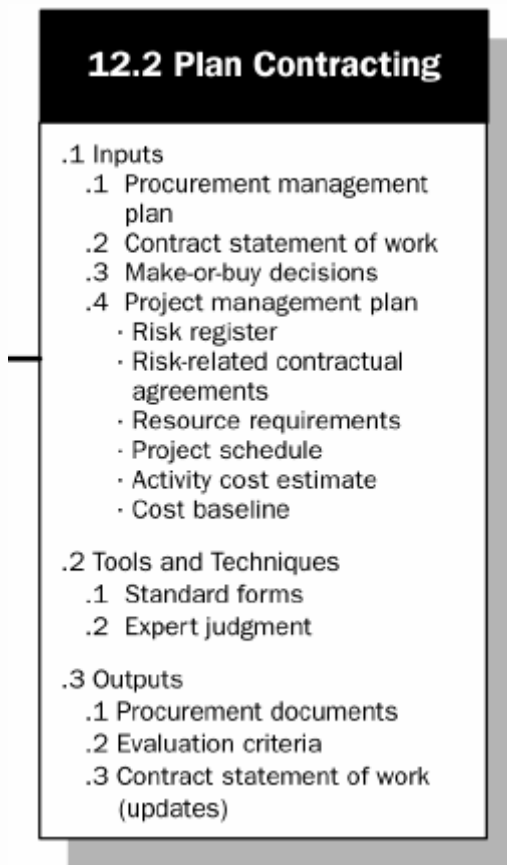 12.2 Plan Contracting
.1 Inputs
.1 Procurement management
plan
.2 Contract statement of work
.3 Make-or-buy decisions
.4 Project management plan
· Risk register
· Risk-related contractual
agreements
· Resource requirements
· Project schedule
· Activity cost estimate
· Cost baseline
.2 Tools and Techniques
.1 Standard forms
.2 Expert judgment
.3 Outputs
.1 Procurement documents
.2 Evaluation criteria
.3 Contract statement of work
(updates)